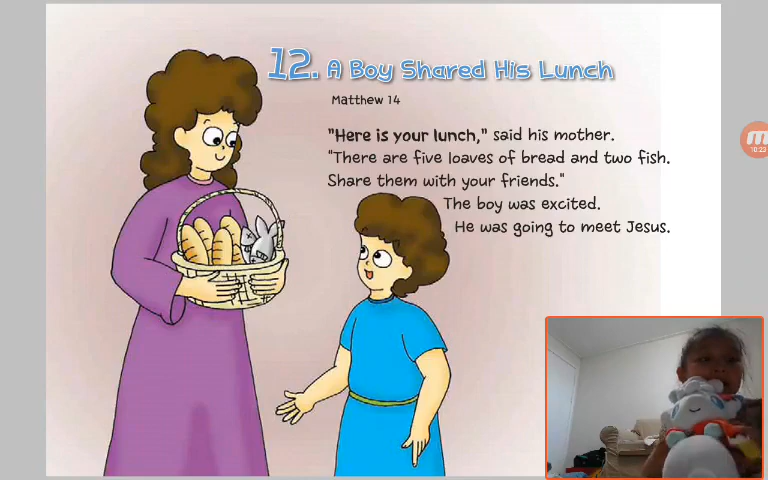 12. A Boy Shared His Lunch
Matthew 14
"Here is your lunch," said his mother.
"There are five loaves of bread and two fish.
Share them with your friends."
The boy was excited.
He was going to meet Jesus.
10:23